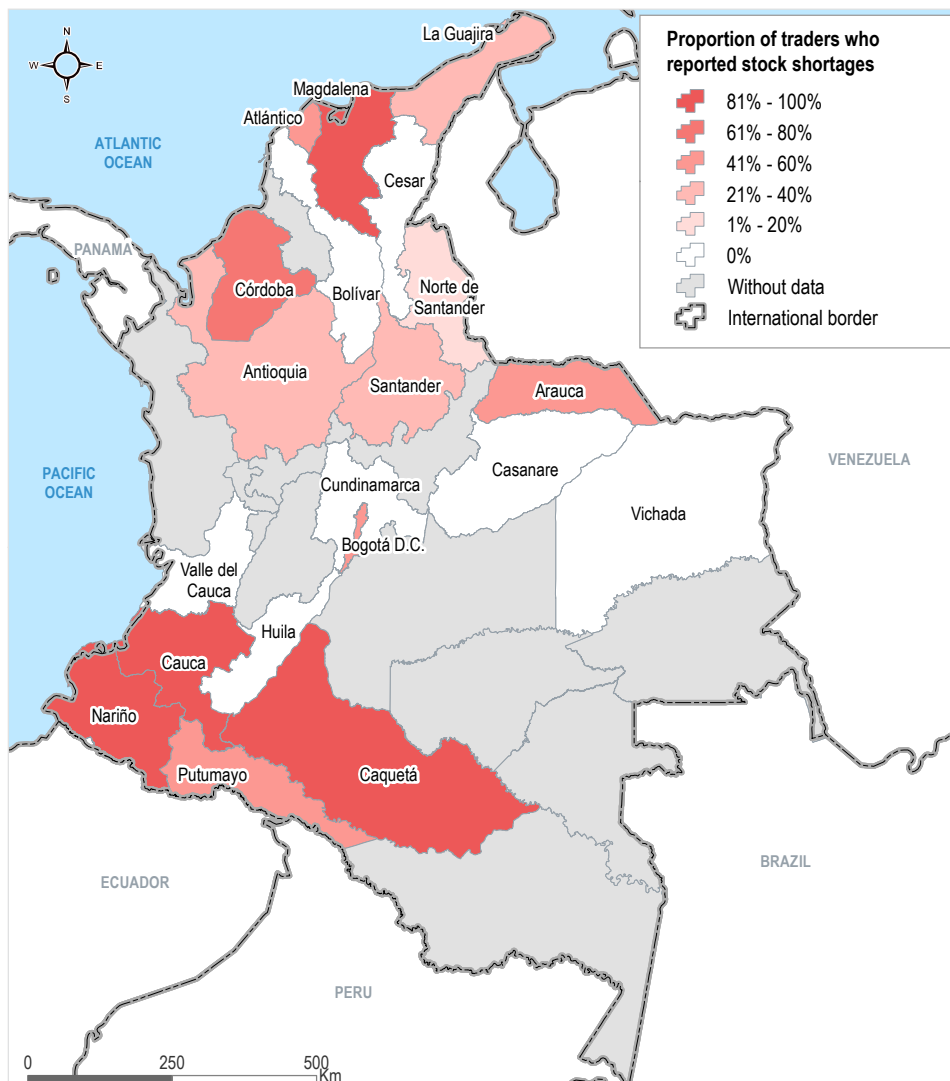 N
W
E
S
La Guajira
Magdalena
Atlántico
ATLANTIC
OCEAN
Cesar
PANAMA
Córdoba
Bolívar
Norte de
Santander
Antioquia
Santander
Arauca
PACIFIC
OCEAN
Casanare
VENEZUELA
Cundinamarca
Vichada
Bogotá D.C.
Valle del
Cauca
Huila
Cauca
Nariño
Putumayo
Caquetá
ECUADOR
BRAZIL
PERU
0
250
500
Km
Proportion of traders who
reported stock shortages
81% - 100%
61% - 80%
41% - 60%
21% - 40%
1% - 20%
0%
Without data
International border